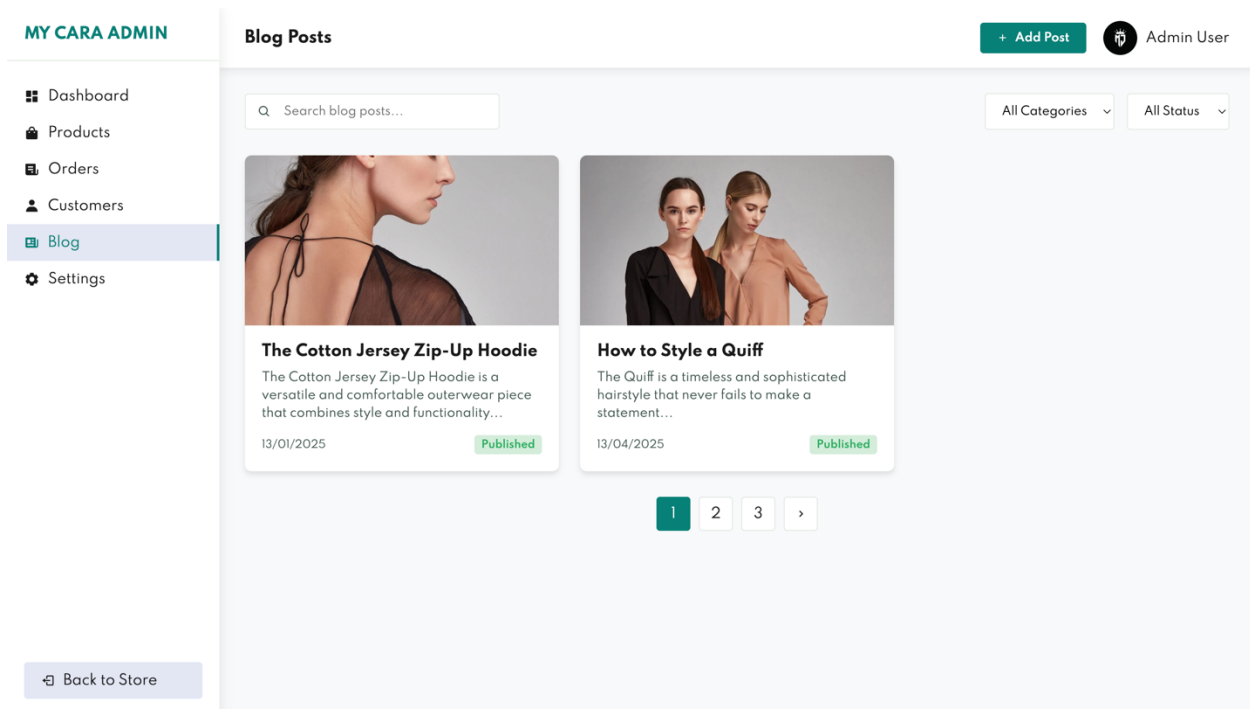 MY CARA ADMIN
Blog Posts
+ Add Post
Admin User
Dashboard
Products
Orders
Customers
Blog
Settings
Back to Store
Search blog posts...
All Categories
All Status
The Cotton Jersey Zip-Up Hoodie
The Cotton Jersey Zip-Up Hoodie is a
versatile and comfortable outerwear piece
that combines style and functionality...
13/01/2025
Published
How to Style a Quiff
The Quiff is a timeless and sophisticated
hairstyle that never fails to make a
statement...
13/04/2025
Published
1 2 3 ›